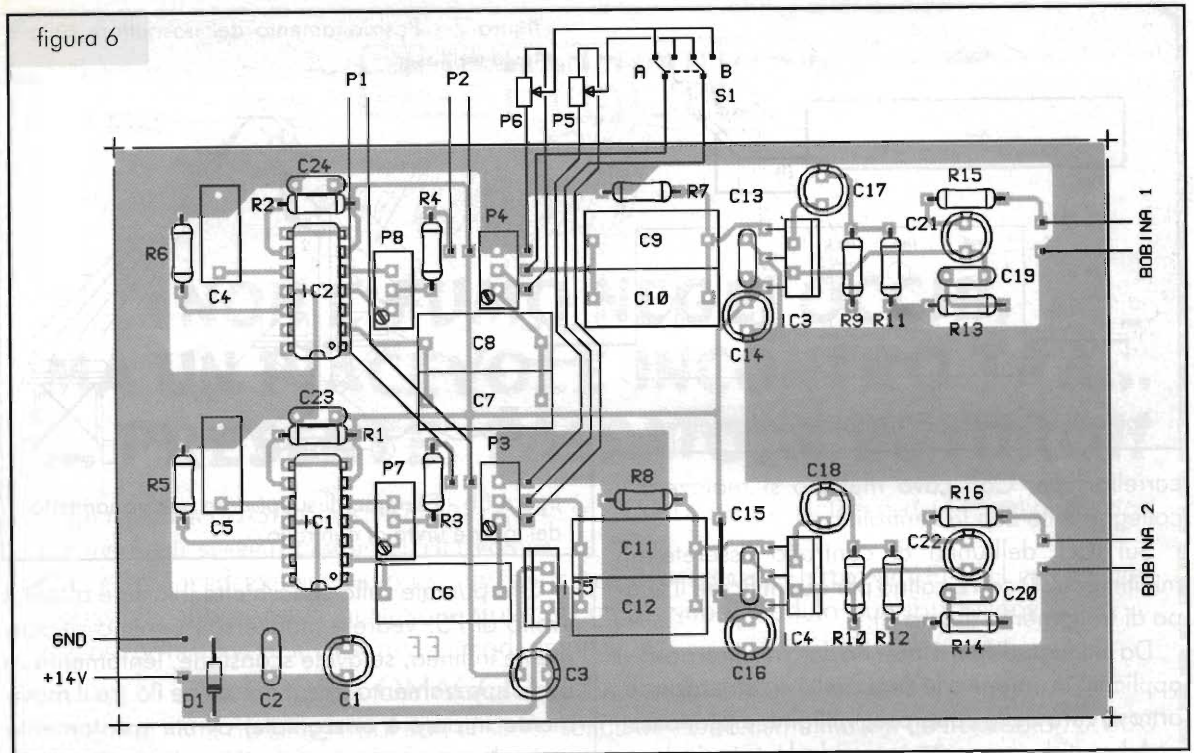 figura 6
P1 P2
P6 P5
A B
S1
C24
R2
R6
C4
IC2
P8
R4
P4
R7
C13
C9
C10
C17
R15
C21
C19
R13
R9 R11
IC3
C14
BOBINA 1
C8
C7
C23
R1
R5
C5
IC1
P7
R3
P3
R8
C15
C18
R16
C22
C20
R14
R10 R12
IC4
C16
C11
C12
C6
BOBINA 2
GND
+14V
D1 C2 C1
C3